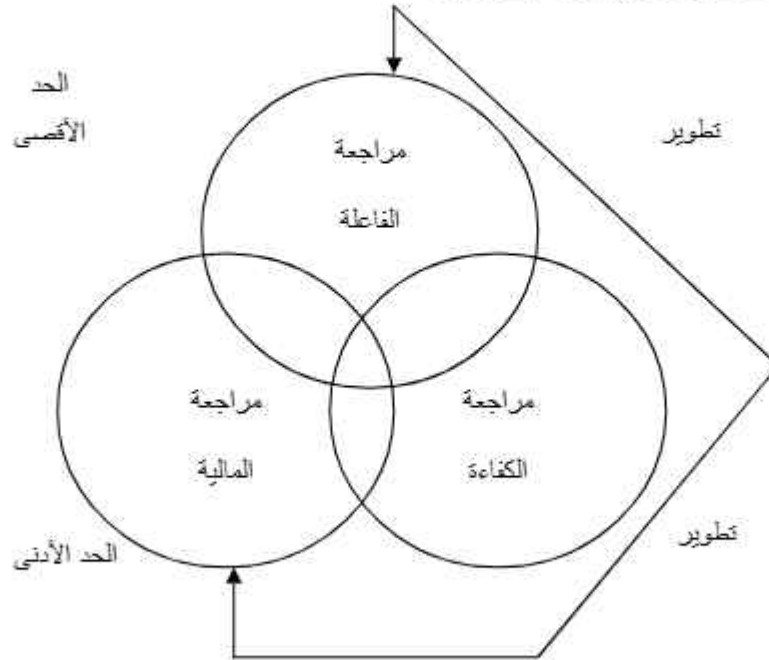 الحد
الأقصى
تطوير
مراجعة
الفاعلة
مراجعة
المالية
مراجعة
الكفاءة
الحد الأدنى
تطوير